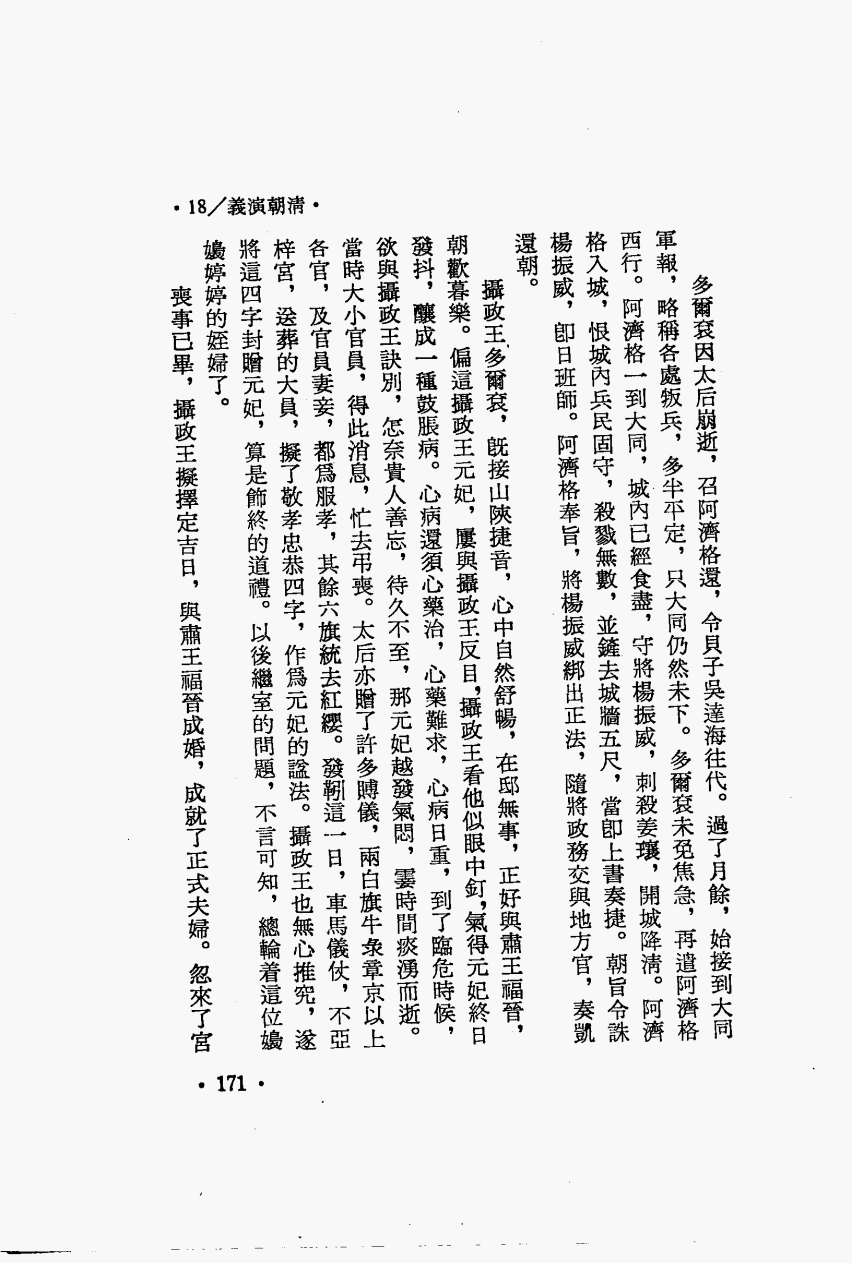 •18／義演朝清•
多爾袞因太后崩逝，召阿濟格還，令貝子吳達海往代。過了月餘，始接到大同
軍報，略稱各處叛兵，多半平定，只大同仍然未下。多爾袞未免焦急，再遣阿濟格
西行。阿濟格一到大同，城內已經食盡，守將楊振威，刺殺姜瓖，開城降清。阿濟
格入城，恨城內兵民固守，殺戮無數，並鏟去城牆五尺，當卽上書奏捷。朝旨令誅
楊振威，卽日班師。阿濟格奉旨，將楊振威綁出正法，隨將政務交與地方官，奏凱
還朝。
攝政王多爾袞，旣接山陝捷音，心中自然舒暢，在邸無事，正好與肅王福晉，
朝歡暮樂。偏這攝政王元妃，屢與攝政王反目，攝政王看他似眼中釘，氣得元妃終日
發抖，釀成一種鼓脹病。心病還須心藥治，心藥難求，心病日重，到了臨危時候，
欲與攝政王訣別，怎奈貴人善忘，待久不至，那元妃越發氣悶，霎時間痰湧而逝。
當時大小官員，得此消息，忙去弔喪。太后亦贈了許多賻儀，兩白旗牛彔章京以上
各官，及官員妻妾，都爲服孝，其餘六旗統去紅纓。發靷這一日，車馬儀仗，不亞
梓宮，送葬的大員，擬了敬孝忠恭四字，作爲元妃的諡法。攝政王也無心推究，遂
將這四字封贈元妃，算是飾終的道禮。以後繼室的問題，不言可知，總輪着這位嬝
嬝婷婷的姪婦了。
喪事已畢，攝政王擬擇定吉日，與肅王福晉成婚，成就了正式夫婦。忽來了宮
•171•